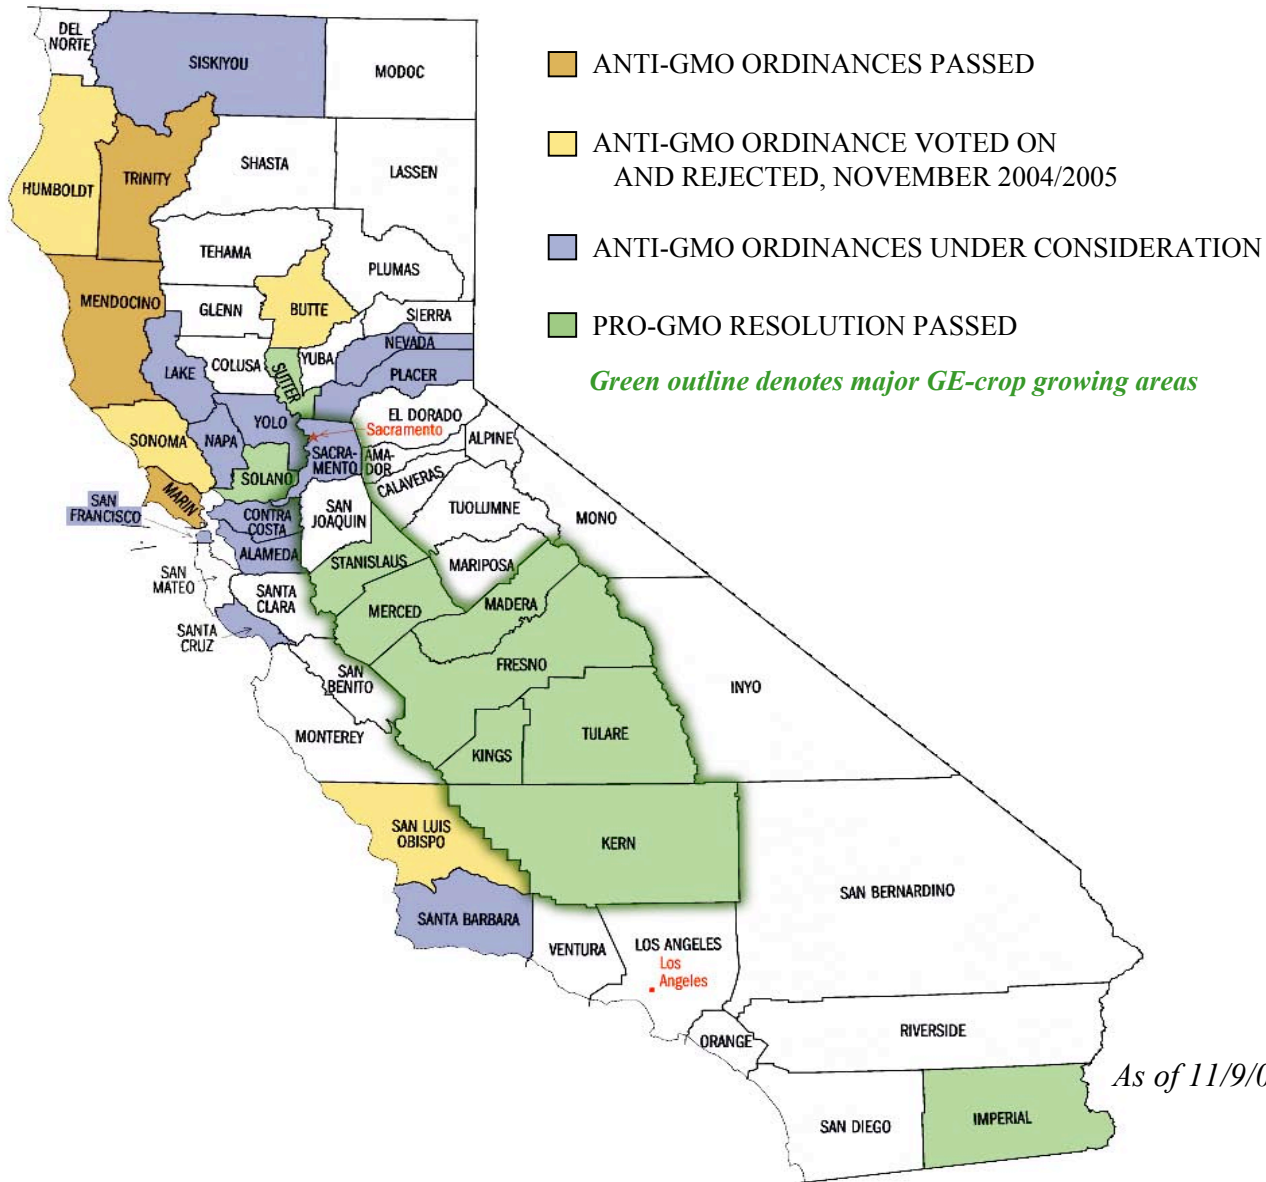 DEL
NORTE
SISKIYOU
MODOC
ANTI-GMO ORDINANCES PASSED
ANTI-GMO ORDINANCE VOTED ON
AND REJECTED, NOVEMBER 2004/2005
ANTI-GMO ORDINANCES UNDER CONSIDERATION
PRO-GMO RESOLUTION PASSED
Green outline denotes major GE-crop growing areas
HUMBOLDT
TRINITY
SHASTA
LASSEN
TEHAMA
PLUMAS
MENDOCINO
GLENN
BUTTE
SIERRA
LAKE
COLUSA
SUTTER
YUBA
NEVADA
PLACER
SONOMA
NAPA
YOLO
EL DORADO
Sacramento
SACRA-
MENTO
AMA-
DOR
ALPINE
SOLANO
CALAVERAS
MARIN
SAN
FRANCISCO
CONTRA
COSTA
SAN
JOAQUIN
TUOLUMNE
MONO
ALAMEDA
STANISLAUS
MARIPOSA
SAN
MATEO
SANTA
CLARA
MERCED
MADERA
SANTA
CRUZ
SAN
BENITO
FRESNO
INYO
MONTEREY
KINGS
TULARE
SAN LUIS
OBISPO
KERN
SAN BERNARDINO
SANTA BARBARA
VENTURA
LOS ANGELES
Los
Angeles
ORANGE
RIVERSIDE
As of 11/9/0
SAN DIEGO
IMPERIAL